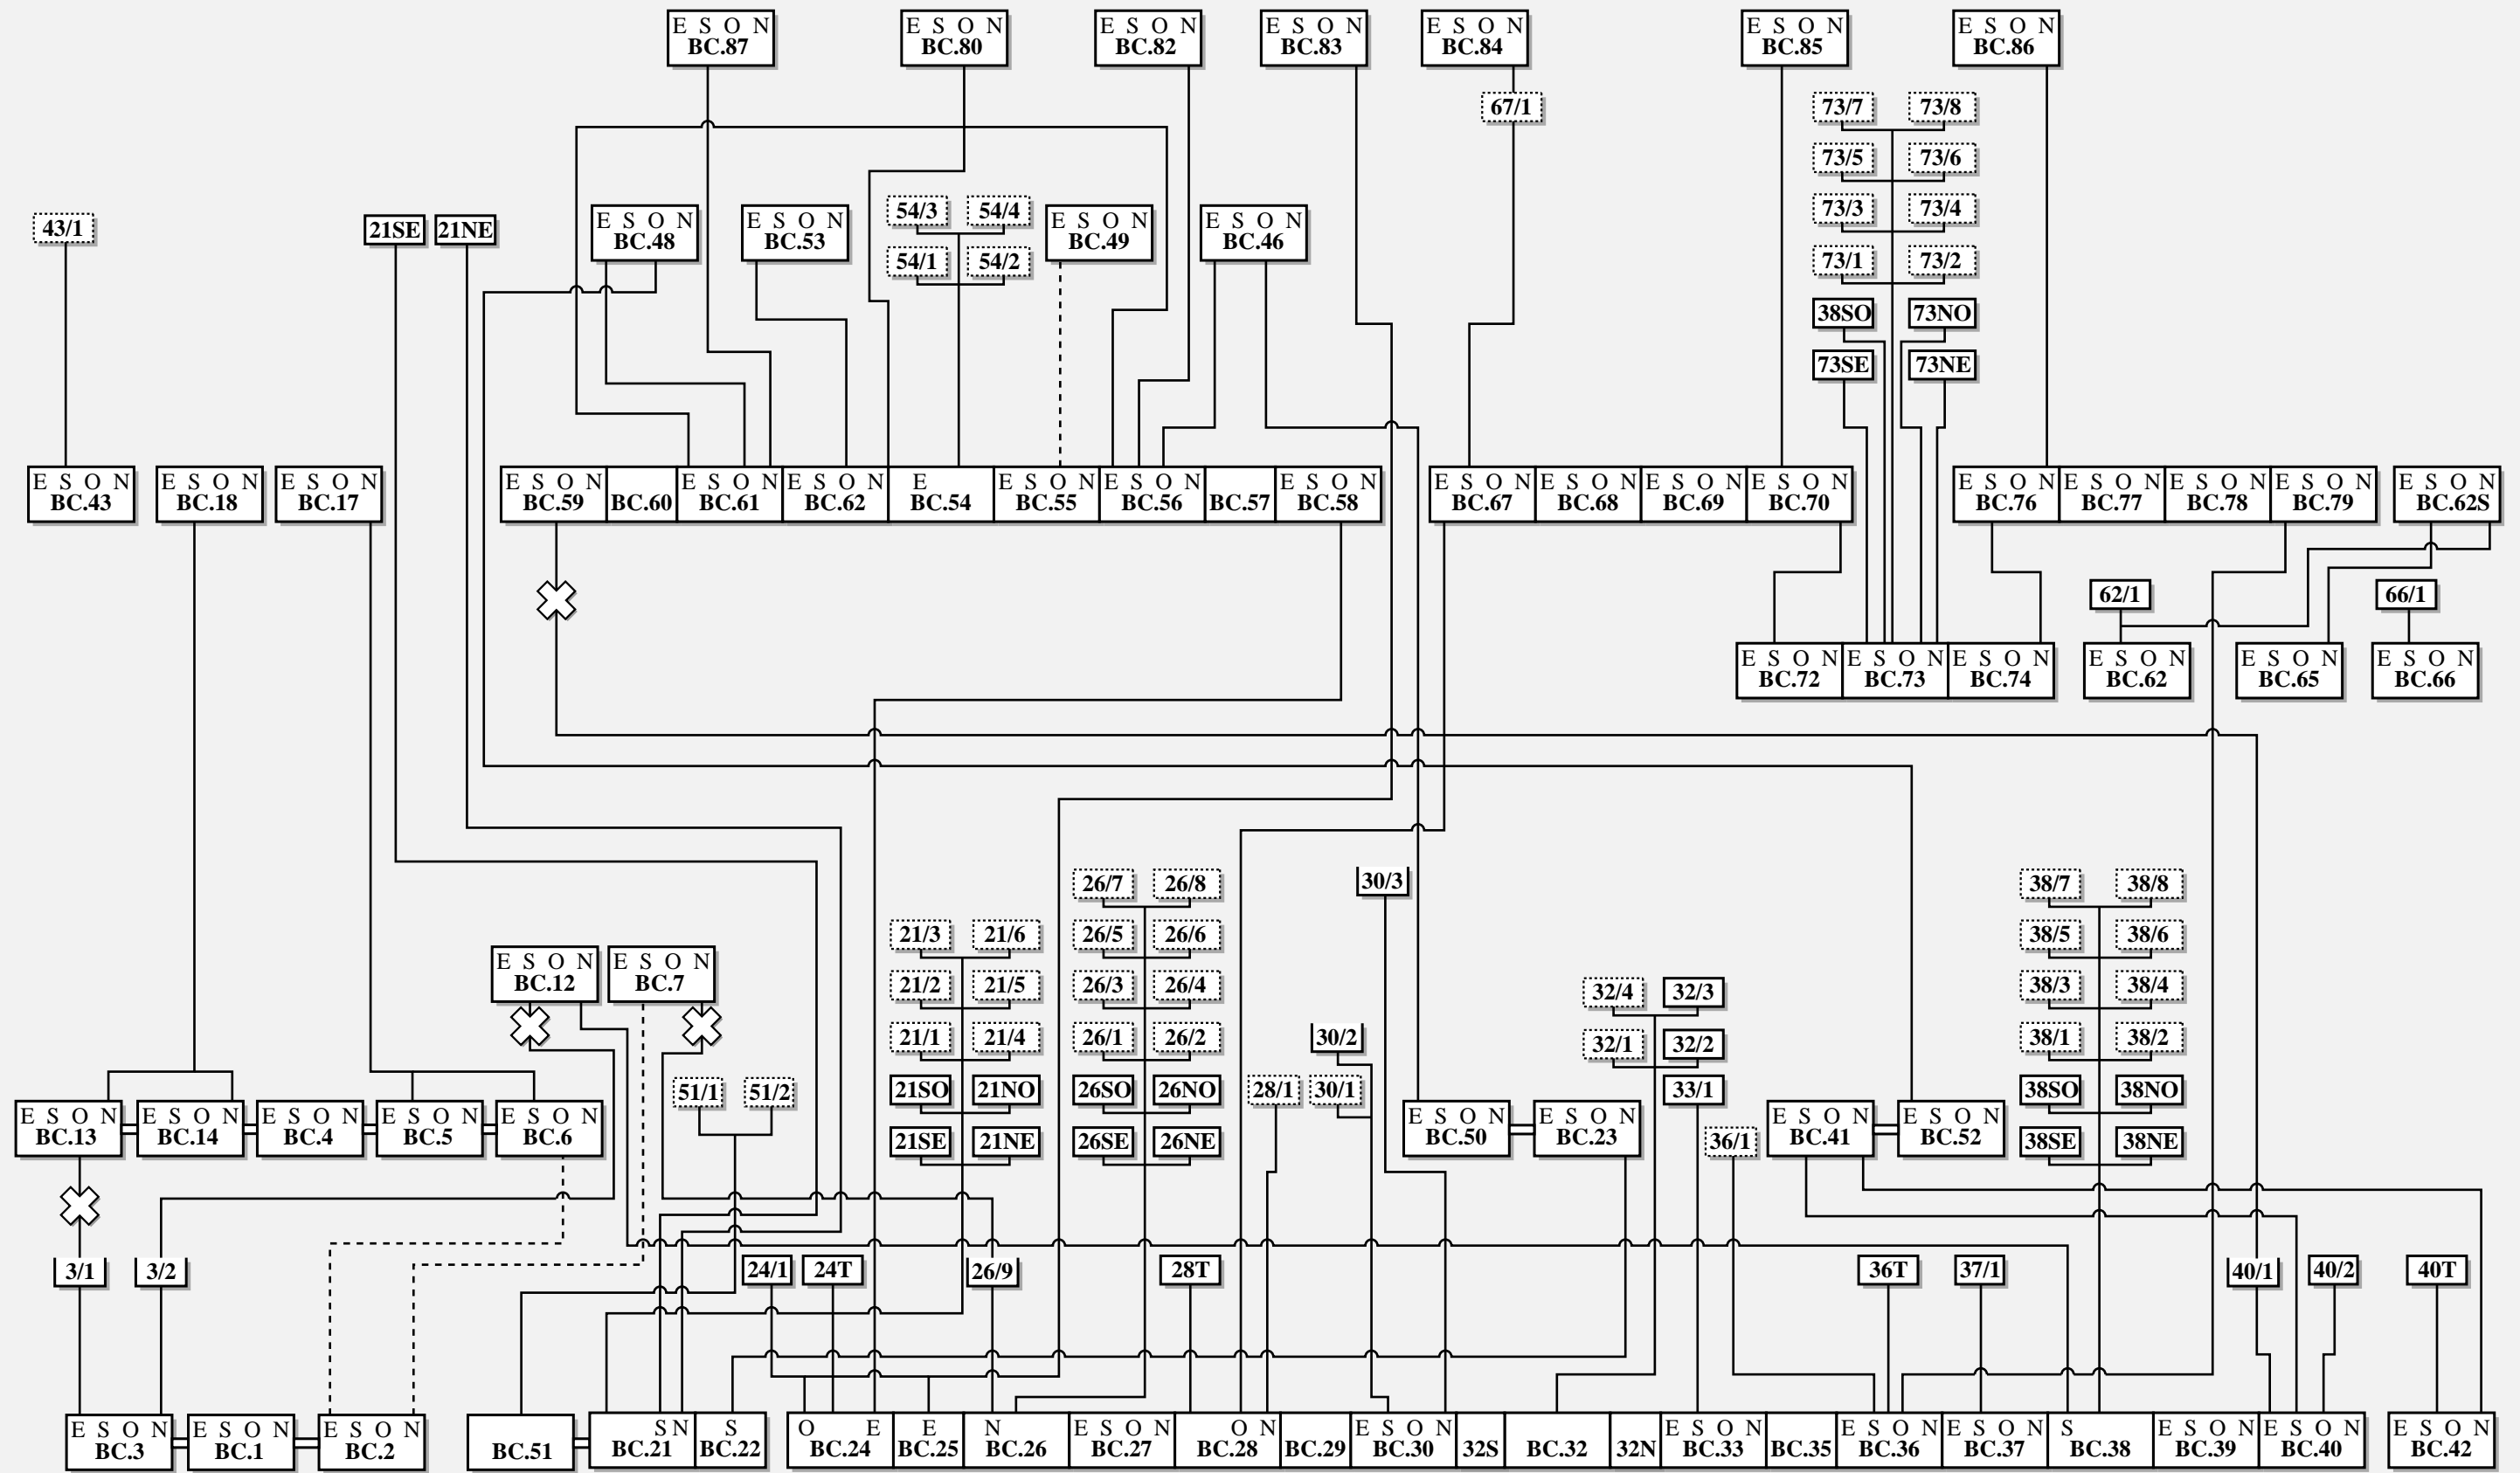 E S O N E S O N E S O N E S O N E S O N E S O N E S O N
BC.87 BC.80 BC.82 BC.83 BC.84 BC.85 BC.86
67/1 73/7 73/8
73/5 73/6
54/3 54/4 73/3 73/4
43/1 21SE 21NE
E S O N E S O N E S O N E S O N
BC.48 BC.53 BC.49 BC.46
54/1 54/2 73/1 73/2
38SO 73NO
73SE 73NE
E S O N E S O N E S O N E S O N E S O N E S O N E E S O N E S O N E S O N E S O N E S O N E S O N E S O N E S O N E S O N E S O N E S O N E S O N
BC.43 BC.18 BC.17 BC.59 BC.60 BC.61 BC.62 BC.54 BC.55 BC.56 BC.57 BC.58 BC.67 BC.68 BC.69 BC.70 BC.76 BC.77 BC.78 BC.79 BC.62S
62/1 66/1
E S O N E S O N E S O N E S O N E S O N E S O N
BC.72 BC.73 BC.74 BC.62 BC.65 BC.66
26/7 26/8 30/3 38/7 38/8
21/3 21/6 26/5 26/6 38/5 38/6
E S O N E S O N
BC.12 BC.7
21/2 21/5 26/3 26/4 32/4 32/3 38/3 38/4
21/1 21/4 26/1 26/2 30/2 32/1 32/2 38/1 38/2
51/1 51/2 21SO 21NO 26SO 26NO 28/1 30/1 33/1 38SO 38NO
E S O N E S O N E S O N E S O N E S O N E S O N E S O N E S O N E S O N
BC.13 BC.14 BC.4 BC.5 BC.6 BC.50 BC.23 BC.41 BC.52
21SE 21NE 26SE 26NE 36/1 38SE 38NE
3/1 3/2 24/1 24T 26/9 28T 36T 37/1 40/1 40/2 40T
E S O N E S O N E S O N S N S O E E N E S O N O N E S O N E S O N E S O N E S O N S E S O N E S O N E S O N
BC.3 BC.1 BC.2 BC.51 BC.21 BC.22 BC.24 BC.25 BC.26 BC.27 BC.28 BC.29 BC.30 32S BC.32 32N BC.33 BC.35 BC.36 BC.37 BC.38 BC.39 BC.40 BC.42